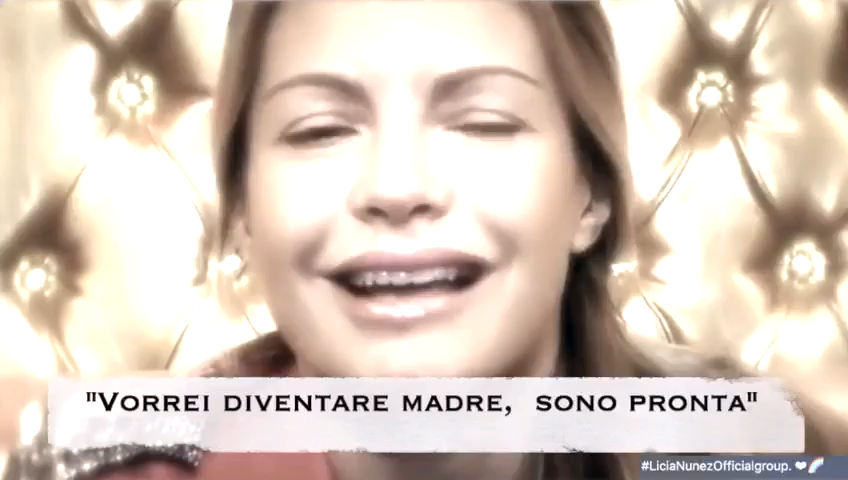 "VORREI DIVENTARE MADRE, SONO PRONTA"
#LiciaNunezOfficialgroup. ❤🌈